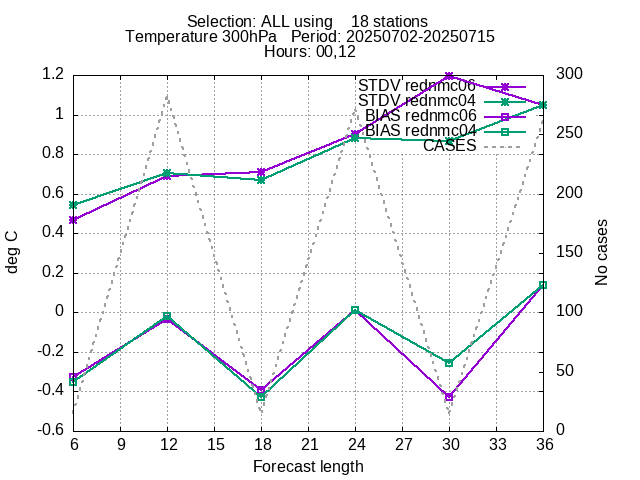 Selection: ALL using    18 stations
Temperature 300hPa   Period: 20250702-20250715
Hours: 00,12
STDV rednmc06
STDV rednmc04
BIAS rednmc06
BIAS rednmc04
CASES
1.2
1
0.8
0.6
0.4
0.2
0
-0.2
-0.4
-0.6
deg C
300
250
200
150
100
50
0
No cases
6 9 12 15 18 21 24 27 30 33 36
Forecast length